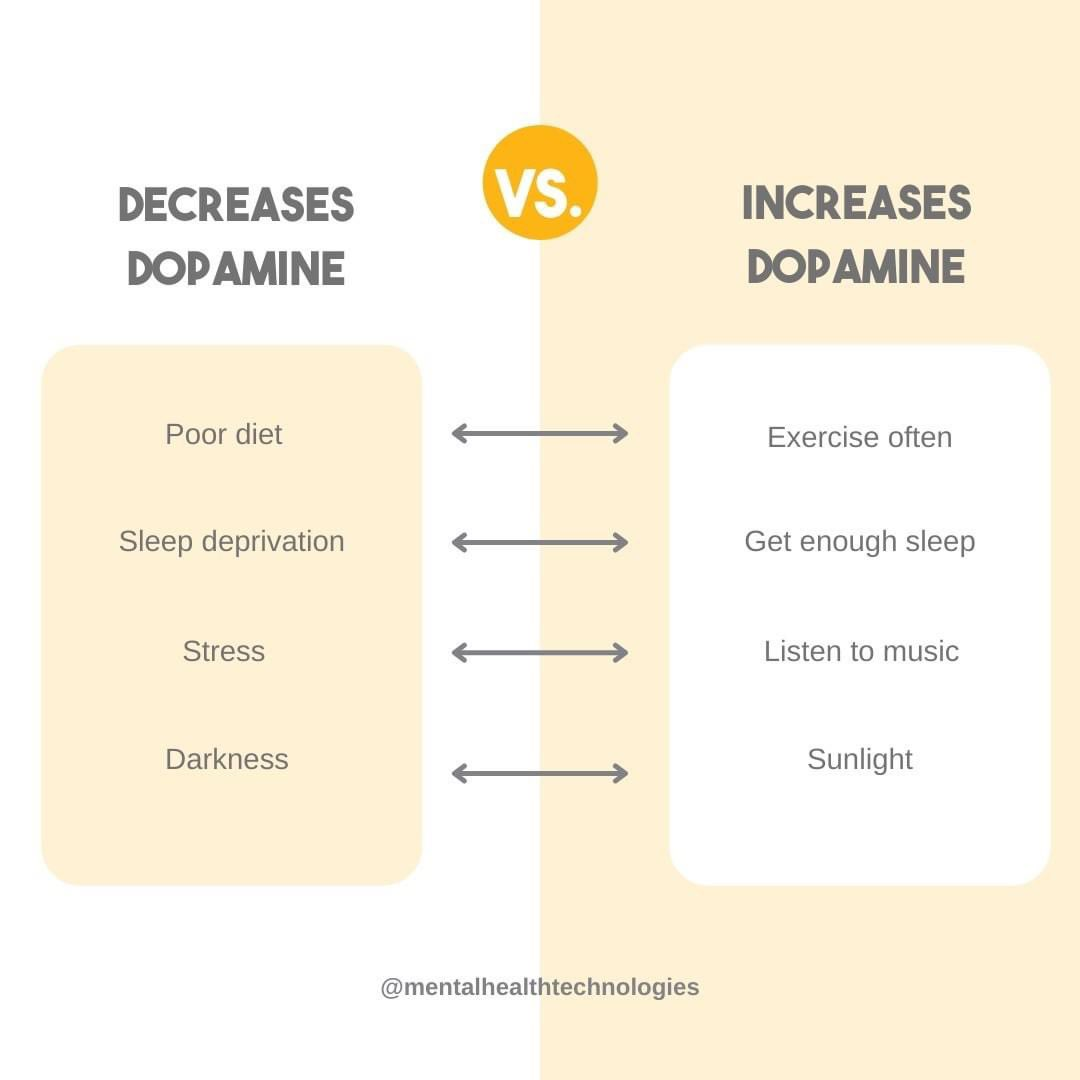 VS.
DECREASES
DOPAMINE
INCREASES
DOPAMINE
Poor diet
Exercise often
Sleep deprivation
Get enough sleep
Stress
Listen to music
Darkness
Sunlight
@mentalhealthtechnologies